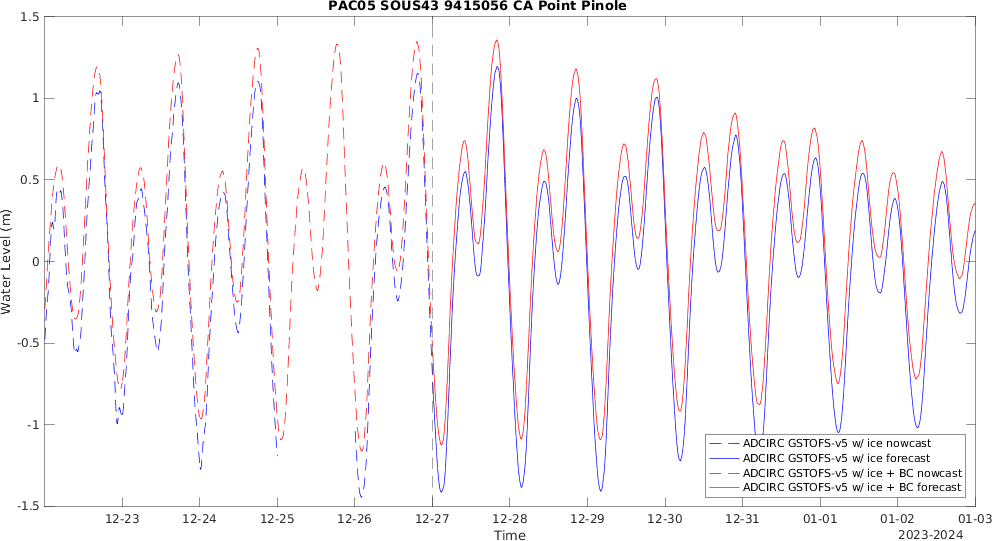 PAC05 SOUS43 9415056 CA Point Pinole
1.5
1
0.5
0
-0.5
-1
-1.5
Water Level (m)
ADCIRC GSTOFS-v5 w/ ice nowcast
ADCIRC GSTOFS-v5 w/ ice forecast
ADCIRC GSTOFS-v5 w/ ice + BC nowcast
ADCIRC GSTOFS-v5 w/ ice + BC forecast
12-23 12-24 12-25 12-26 12-27 12-28 12-29 12-30 12-31 01-01 01-02 01-03
Time
2023-2024